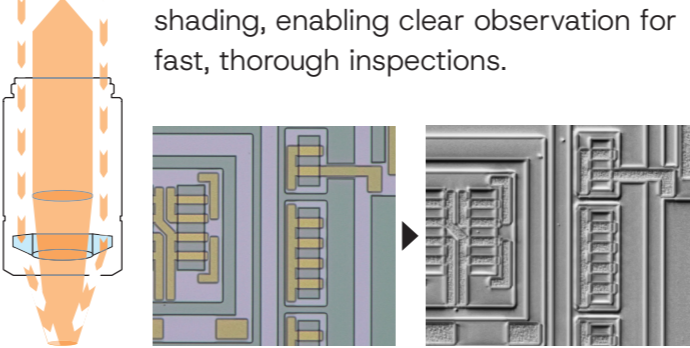 shading, enabling clear observation for
fast, thorough inspections.